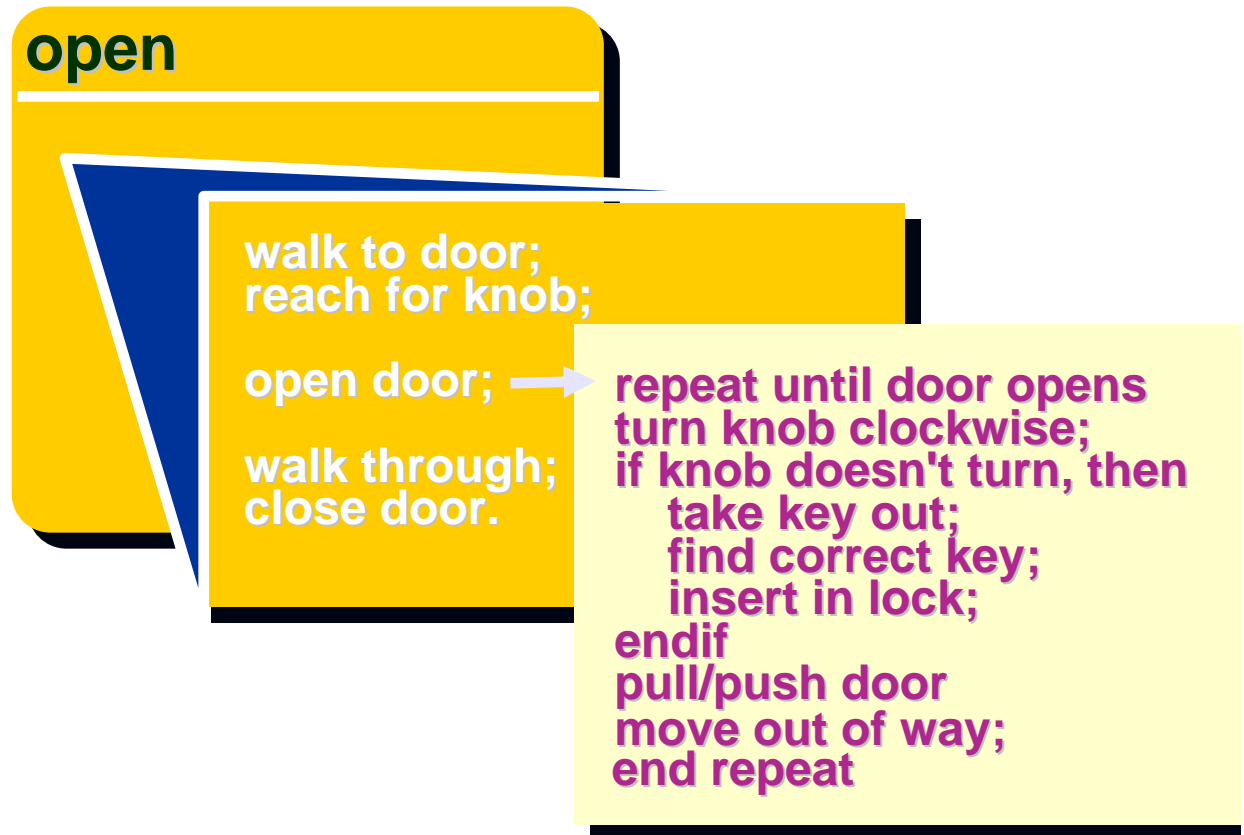 open
walk to door;
reach for knob;
open door;
walk through;
close door.
repeat until door opens
turn knob clockwise;
if knob doesn't turn, then
take key out;
find correct key;
insert in lock;
endif
pull/push door
move out of way;
end repeat